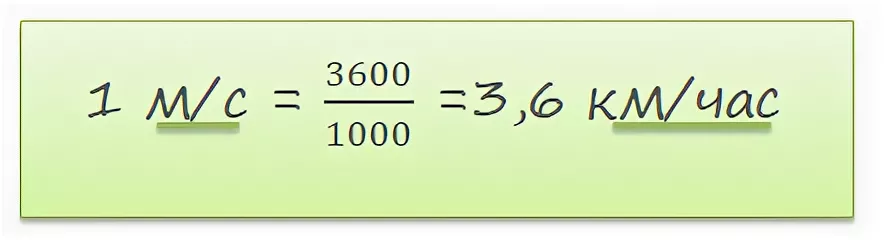 1 м/с = 3600/1000 =3,6 км/час